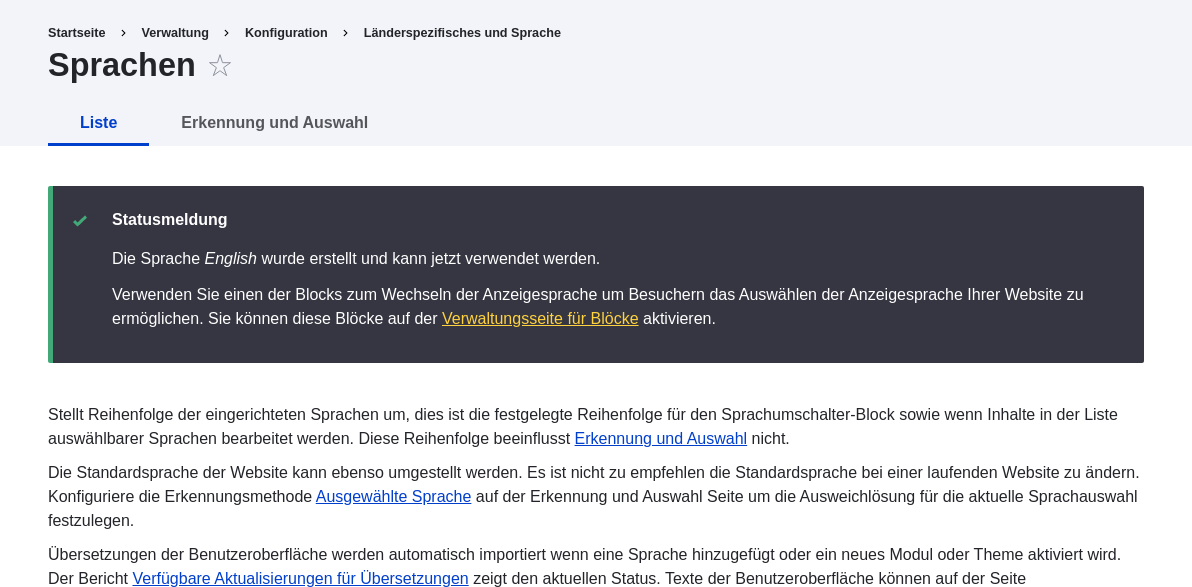 Startseite > Verwaltung > Konfiguration > Länderspezifisches und Sprache
Sprachen ☆
Liste Erkennung und Auswahl
Statusmeldung
Die Sprache English wurde erstellt und kann jetzt verwendet werden.
Verwenden Sie einen der Blocks zum Wechseln der Anzeigesprache um Besuchern das Auswählen der Anzeigesprache Ihrer Website zu
ermöglichen. Sie können diese Blöcke auf der Verwaltungsseite für Blöcke aktivieren.
Stellt Reihenfolge der eingerichteten Sprachen um, dies ist die festgelegte Reihenfolge für den Sprachumschalter-Block sowie wenn Inhalte in der Liste
auswählbarer Sprachen bearbeitet werden. Diese Reihenfolge beeinflusst Erkennung und Auswahl nicht.
Die Standardsprache der Website kann ebenso umgestellt werden. Es ist nicht zu empfehlen die Standardsprache bei einer laufenden Website zu ändern.
Konfiguriere die Erkennungsmethode Ausgewählte Sprache auf der Erkennung und Auswahl Seite um die Ausweichlösung für die aktuelle Sprachauswahl
festzulegen.
Übersetzungen der Benutzeroberfläche werden automatisch importiert wenn eine Sprache hinzugefügt oder ein neues Modul oder Theme aktiviert wird.
Der Bericht Verfügbare Aktualisierungen für Übersetzungen zeigt den aktuellen Status. Texte der Benutzeroberfläche können auf der Seite